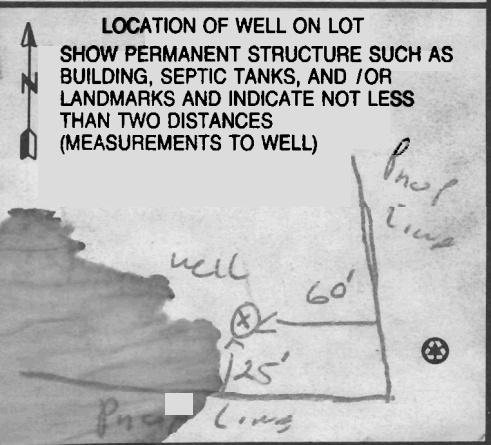 LOCATION OF WELL ON LOT
SHOW PERMANENT STRUCTURE SUCH AS
BUILDING, SEPTIC TANKS, AND /OR
LANDMARKS AND INDICATE NOT LESS
THAN TWO DISTANCES
(MEASUREMENTS TO WELL)
N
Prop
Line
well
60'
25'
Prop Line